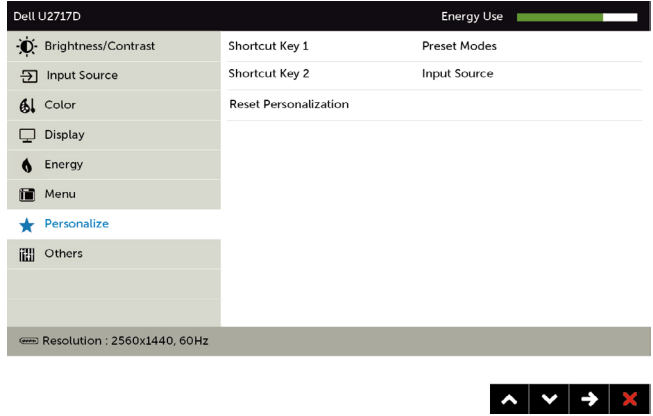 Dell U2717D Energy Use
Brightness/Contrast Shortcut Key 1 Preset Modes
Input Source Shortcut Key 2 Input Source
Color Reset Personalization
Display
Energy
Menu
Personalize
Others
Resolution : 2560x1440, 60Hz